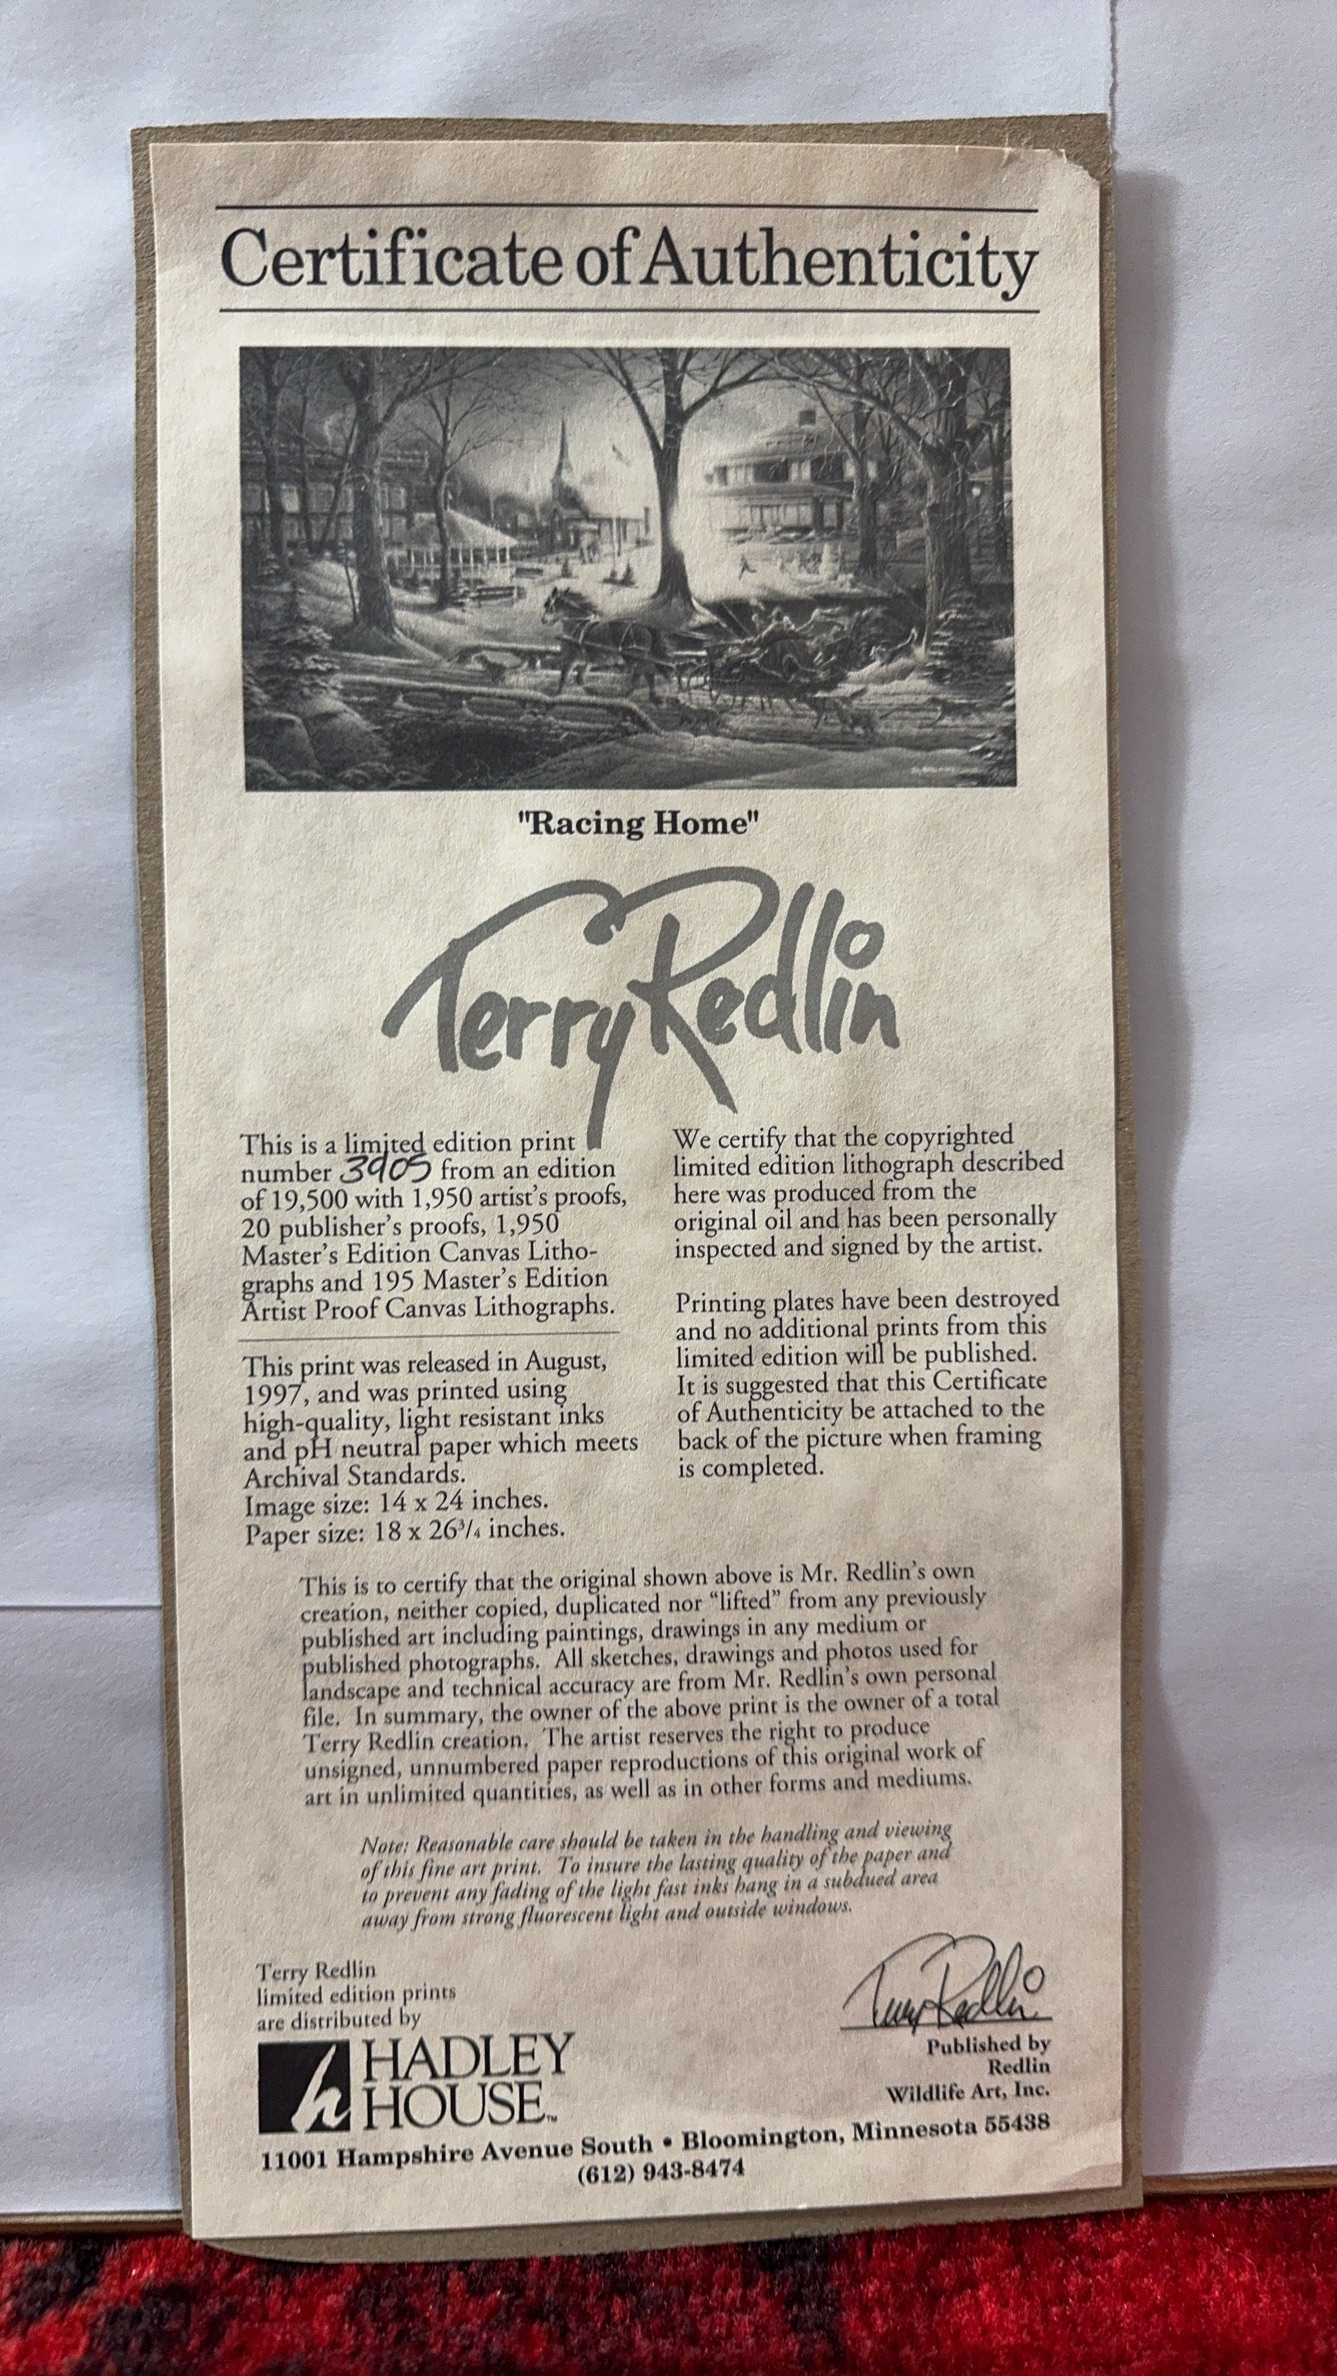 Certificate of Authenticity
"Racing Home"
Terry Redlin
This is a limited edition print
number 3905 from an edition
of 19,500 with 1,950 artist's proofs,
20 publisher's proofs, 1,950
Master's Edition Canvas Litho-
graphs and 195 Master's Edition
Artist Proof Canvas Lithographs.
This print was released in August,
1997, and was printed using
high-quality, light resistant inks
and pH neutral paper which meets
Archival Standards.
Image size: 14 x 24 inches.
Paper size: 18 x 26³/₄ inches.
We certify that the copyrighted
limited edition lithograph described
here was produced from the
original oil and has been personally
inspected and signed by the artist.
Printing plates have been destroyed
and no additional prints from this
limited edition will be published.
It is suggested that this Certificate
of Authenticity be attached to the
back of the picture when framing
is completed.
This is to certify that the original shown above is Mr. Redlin's own
creation, neither copied, duplicated nor “lifted” from any previously
published art including paintings, drawings in any medium or
published photographs. All sketches, drawings and photos used for
landscape and technical accuracy are from Mr. Redlin's own personal
file. In summary, the owner of the above print is the owner of a total
Terry Redlin creation. The artist reserves the right to produce
unsigned, unnumbered paper reproductions of this original work of
art in unlimited quantities, as well as in other forms and mediums.
Note: Reasonable care should be taken in the handling and viewing
of this fine art print. To insure the lasting quality of the paper and
to prevent any fading of the light fast inks hang in a subdued area
away from strong fluorescent light and outside windows.
Terry Redlin
limited edition prints
are distributed by
h HADLEY
HOUSE™
Terry Redlin
Published by
Redlin
Wildlife Art, Inc.
11001 Hampshire Avenue South • Bloomington, Minnesota 55438
(612) 943-8474